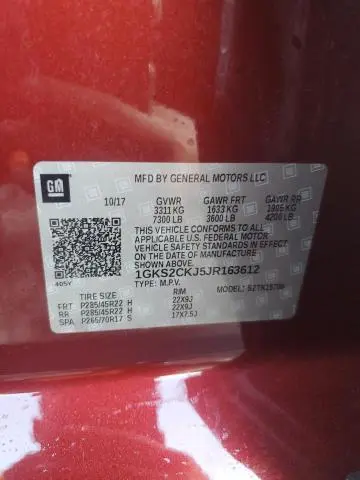 GM
MFD BY GENERAL MOTORS LLC
10/17 GVWR GAWR FRT GAWR RR
3311 KG 1633 KG 1905 KG
7300 LB 3600 LB 4200 LB
THIS VEHICLE CONFORMS TO ALL
APPLICABLE U.S. FEDERAL MOTOR
VEHICLE SAFETY STANDARDS IN
EFFECT ON THE DATE OF
MANUFACTURE SHOWN ABOVE.
1GKS2CKJ5JR163612
TYPE: M.P.V.
MODEL:
405Y TIRE SIZE RIM
FRT P285/45R22 H 22X9J
RR P285/45R22 H 22X9J
SPA P265/70R17 S 17X7.5J